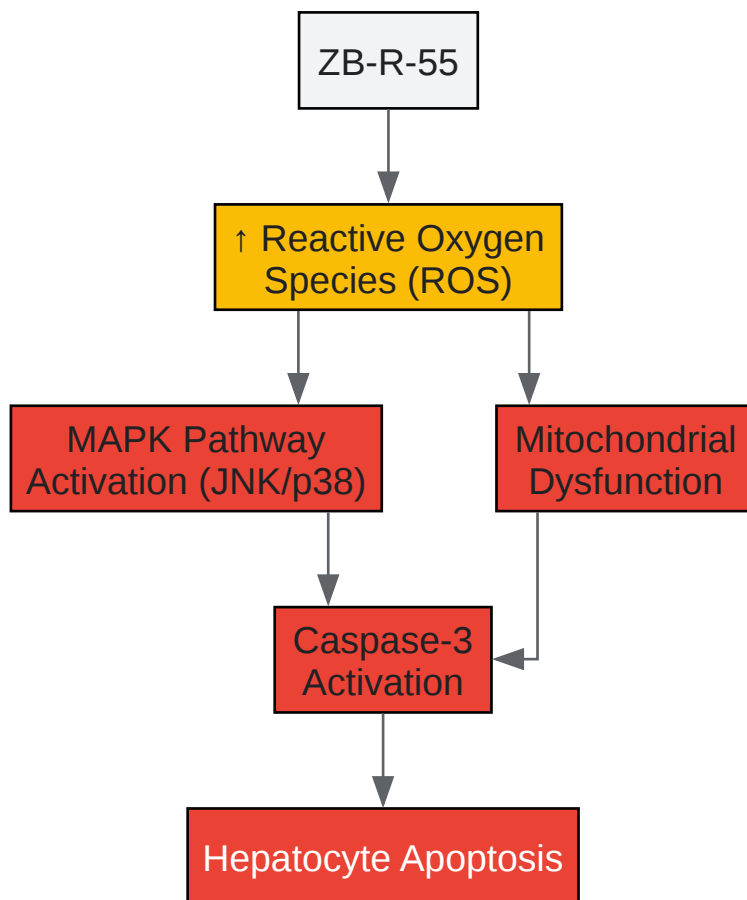 ZB-R-55
↑ Reactive Oxygen
Species (ROS)
MAPK Pathway
Activation (JNK/p38)
Mitochondrial
Dysfunction
Caspase-3
Activation
Hepatocyte Apoptosis